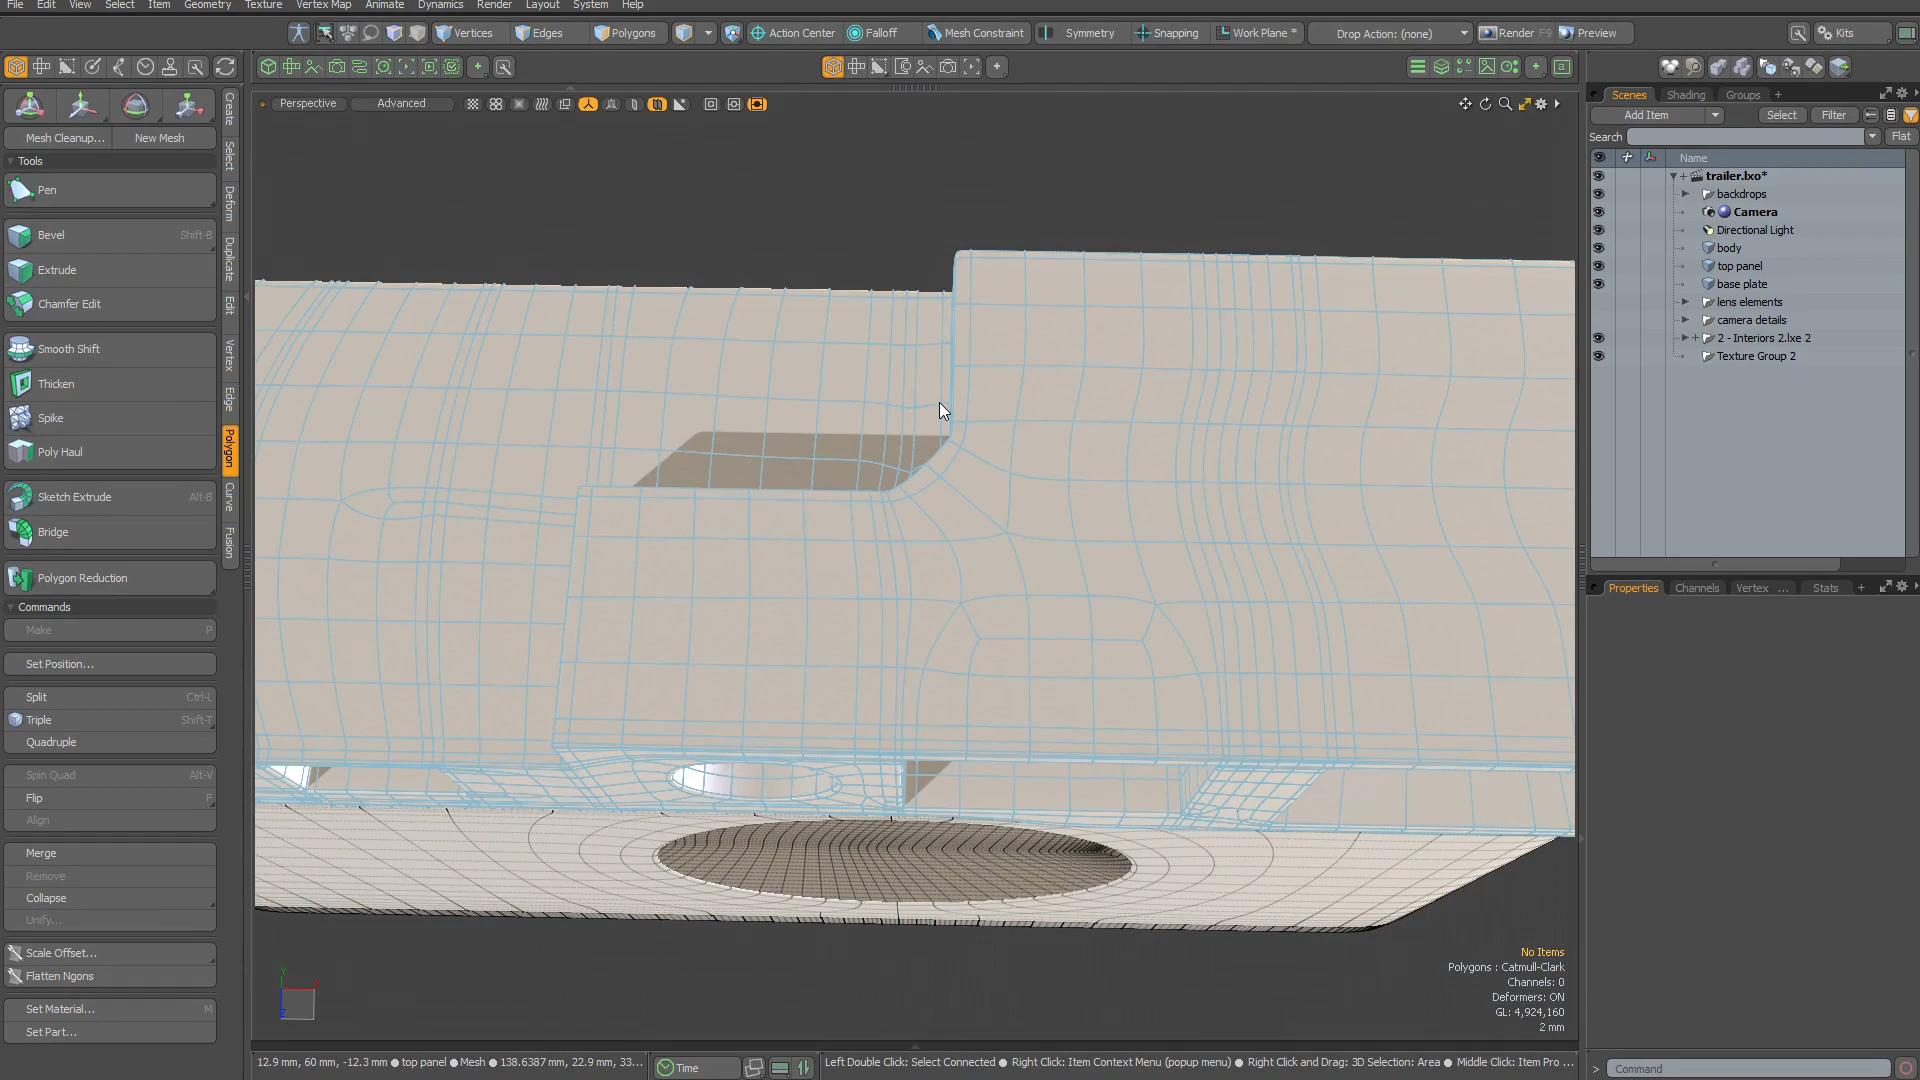 File Edit View Select Item Geometry Texture Vertex Map Animate Dynamics Render Layout System Help
Vertices Edges Polygons Action Center Falloff Mesh Constraint Symmetry Snapping Work Plane * Drop Action: (none) Render F9 Preview Kits
Perspective Advanced
Scenes Shading Groups +
Add Item Select Filter
Search Flat
Name
trailer.lxo*
backdrops
Camera
Directional Light
body
top panel
base plate
lens elements
camera details
2 - Interiors 2.lxe 2
Texture Group 2
Properties Channels Vertex ... Stats +
Mesh Cleanup... New Mesh
Tools
Pen
Bevel Shift-B
Extrude
Chamfer Edit
Smooth Shift
Thicken
Spike
Poly Haul
Sketch Extrude Alt-B
Bridge
Polygon Reduction
Commands
Make P
Set Position...
Split Ctrl-L
Triple Shift-T
Quadruple
Spin Quad Alt-V
Flip F
Align
Merge
Remove
Collapse
Unify...
Scale Offset...
Flatten Ngons
Set Material... M
Set Part...
Create
Select
Deform
Duplicate
Edit
Vertex
Edge
Polygon
Curve
Fusion
No Items
Polygons : Catmull-Clark
Channels: 0
Deformers: ON
GL: 4,924,160
2 mm
Y
Z
12.9 mm, 60 mm, -12.3 mm ● top panel ● Mesh ● 138.6387 mm, 22.9 mm, 33... Time Left Double Click: Select Connected ● Right Click: Item Context Menu (popup menu) ● Right Click and Drag: 3D Selection: Area ● Middle Click: Item Pro ... > Command